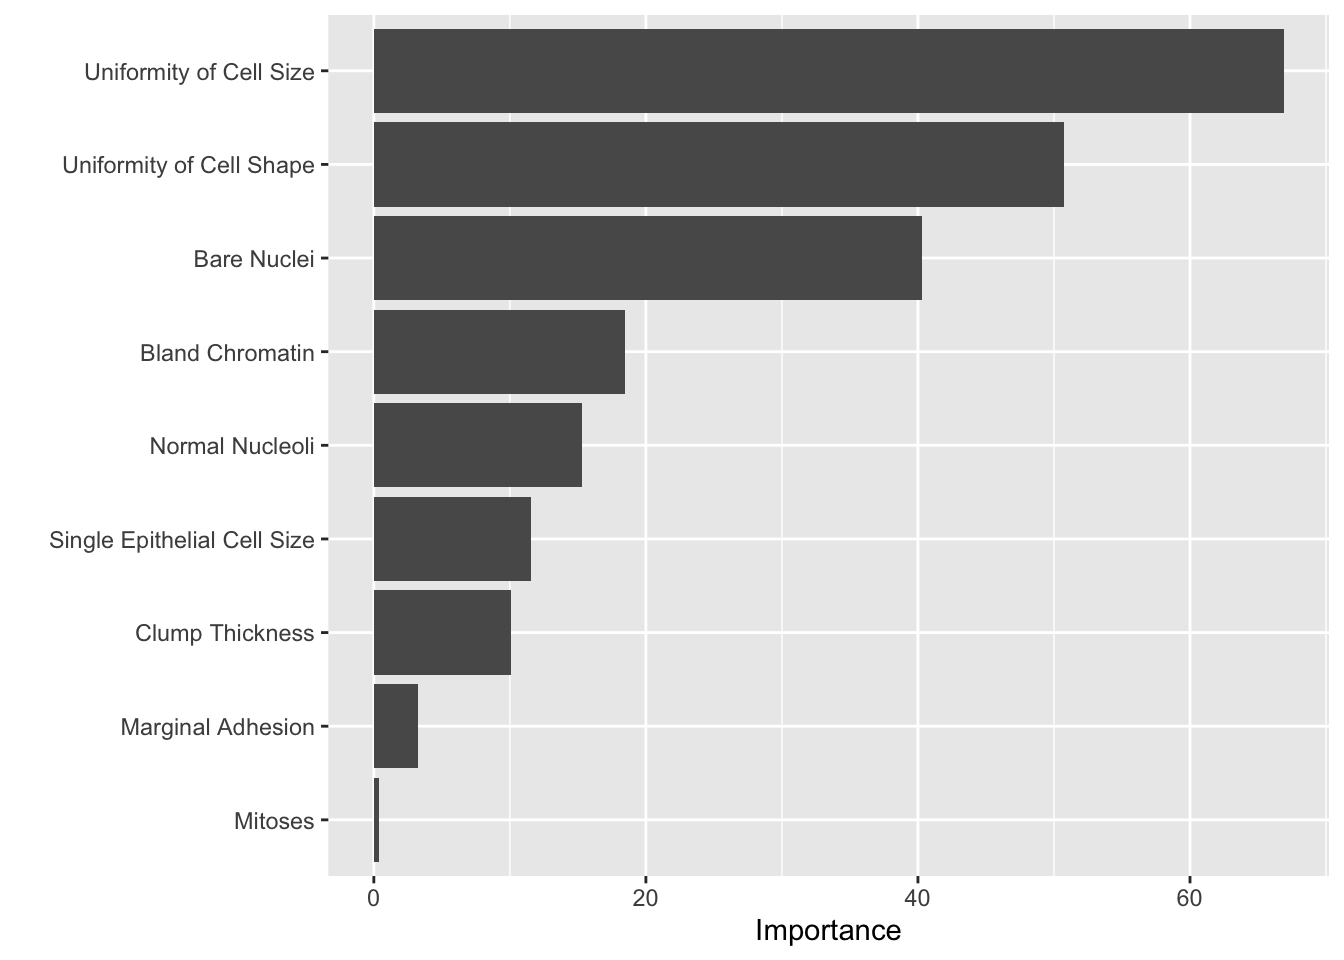 Uniformity of Cell Size
Uniformity of Cell Shape
Bare Nuclei
Bland Chromatin
Normal Nucleoli
Single Epithelial Cell Size
Clump Thickness
Marginal Adhesion
Mitoses
0 20 40 60
Importance